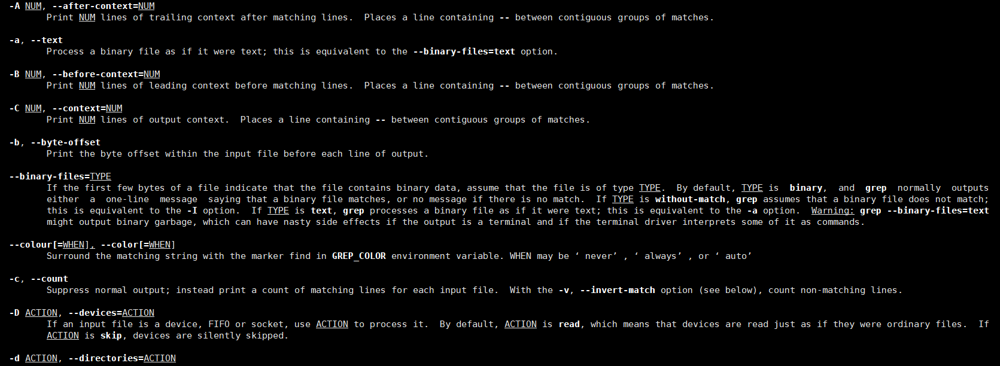 -A NUM, --after-context=NUM
Print NUM lines of trailing context after matching lines.  Places a line containing -- between contiguous groups of matches.
-a, --text
Process a binary file as if it were text; this is equivalent to the --binary-files=text option.
-B NUM, --before-context=NUM
Print NUM lines of leading context before matching lines.  Places a line containing -- between contiguous groups of matches.
-C NUM, --context=NUM
Print NUM lines of output context.  Places a line containing -- between contiguous groups of matches.
-b, --byte-offset
Print the byte offset within the input file before each line of output.
--binary-files=TYPE
If the first few bytes of a file indicate that the file contains binary data, assume that the file is of type TYPE.  By default, TYPE is  binary,  and  grep  normally  outputs
either  a  one-line  message  saying that a binary file matches, or no message if there is no match.  If TYPE is without-match, grep assumes that a binary file does not match;
this is equivalent to the -I option.  If TYPE is text, grep processes a binary file as if it were text; this is equivalent to the -a option.  Warning: grep --binary-files=text
might output binary garbage, which can have nasty side effects if the output is a terminal and if the terminal driver interprets some of it as commands.
--colour[=WHEN], --color[=WHEN]
Surround the matching string with the marker find in GREP_COLOR environment variable. WHEN may be ‘ never’ , ‘ always’ , or ‘ auto’
-c, --count
Suppress normal output; instead print a count of matching lines for each input file.  With the -v, --invert-match option (see below), count non-matching lines.
-D ACTION, --devices=ACTION
If an input file is a device, FIFO or socket, use ACTION to process it.  By default, ACTION is read, which means that devices are read just as if they were ordinary files.  If
ACTION is skip, devices are silently skipped.
-d ACTION, --directories=ACTION